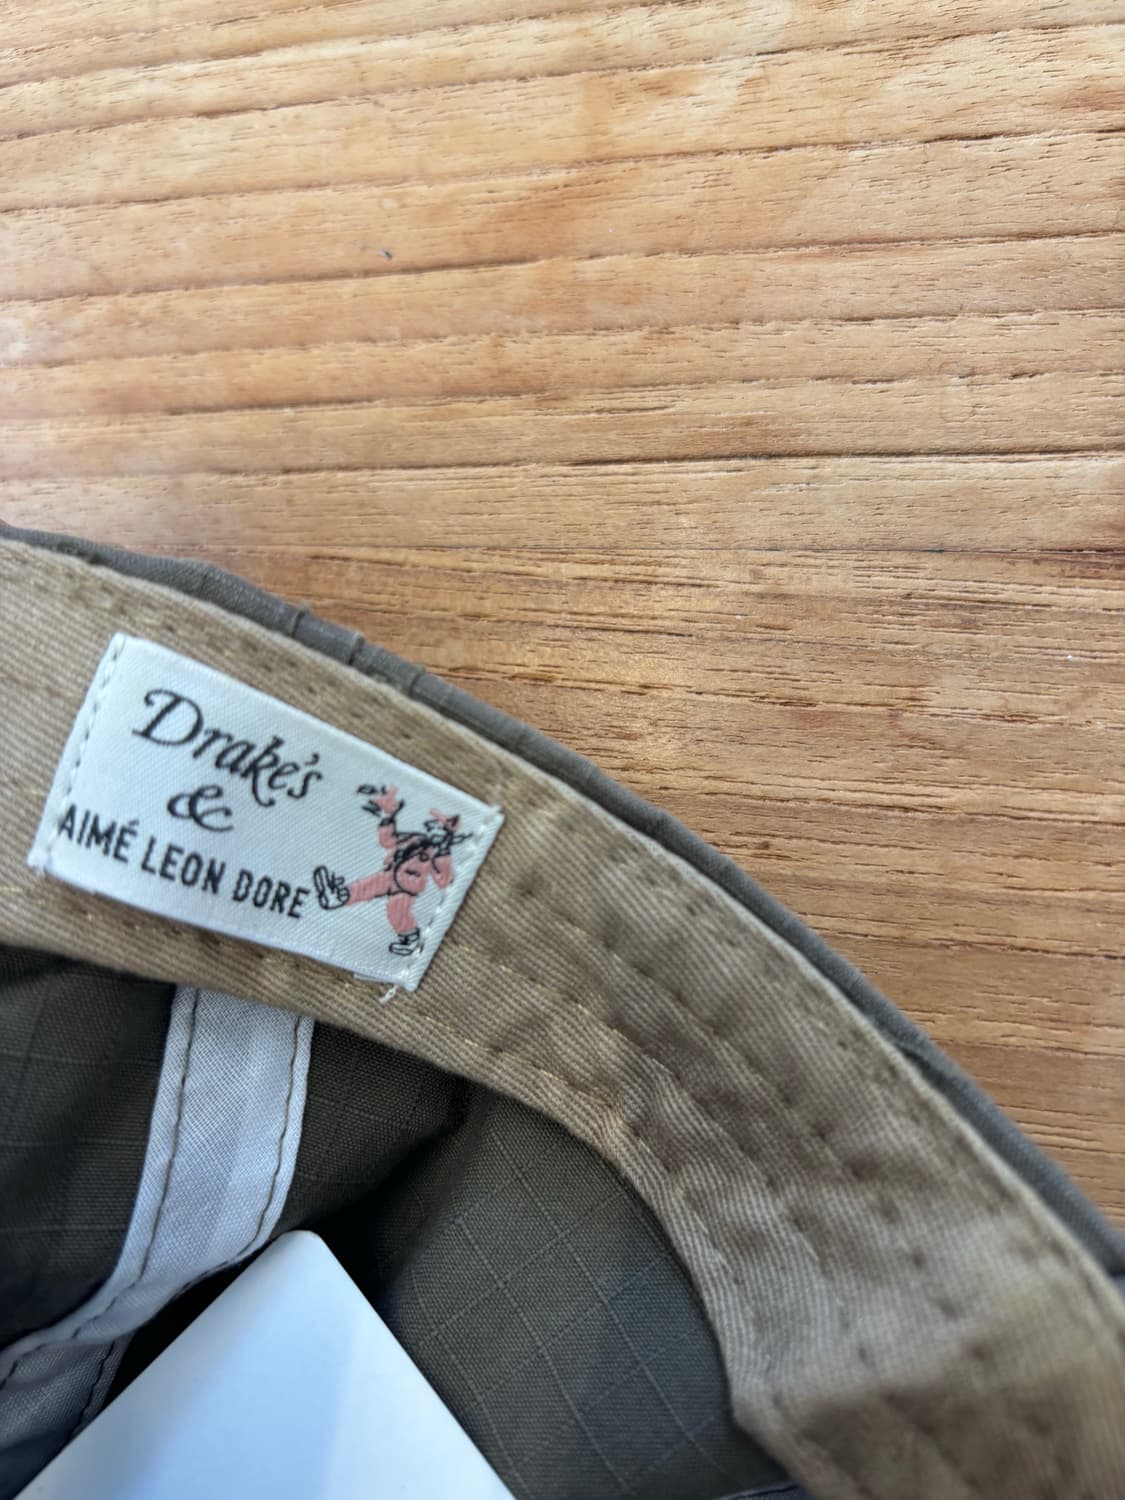 Drake's
&
AIMÉ LEON DORE